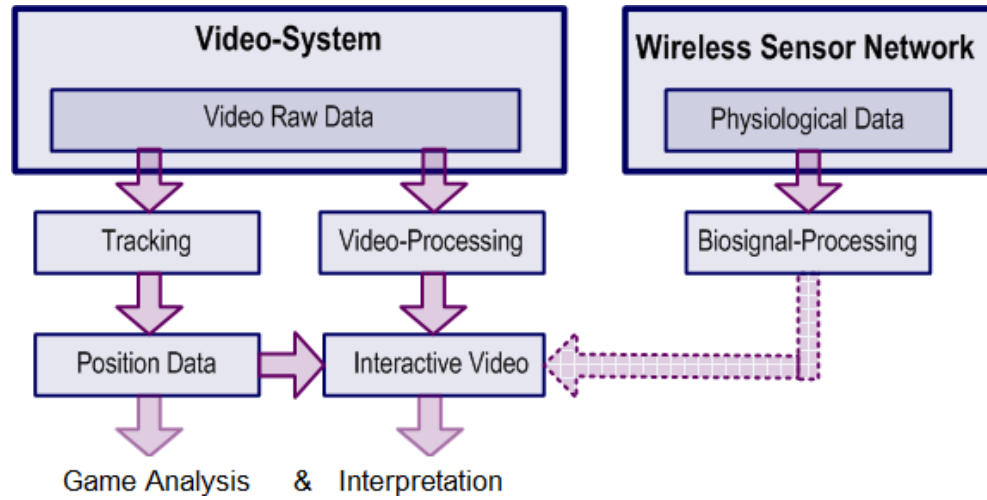 Video-System
Wireless Sensor Network
Video Raw Data
Physiological Data
Tracking
Video-Processing
Biosignal-Processing
Position Data
Interactive Video
Game Analysis & Interpretation